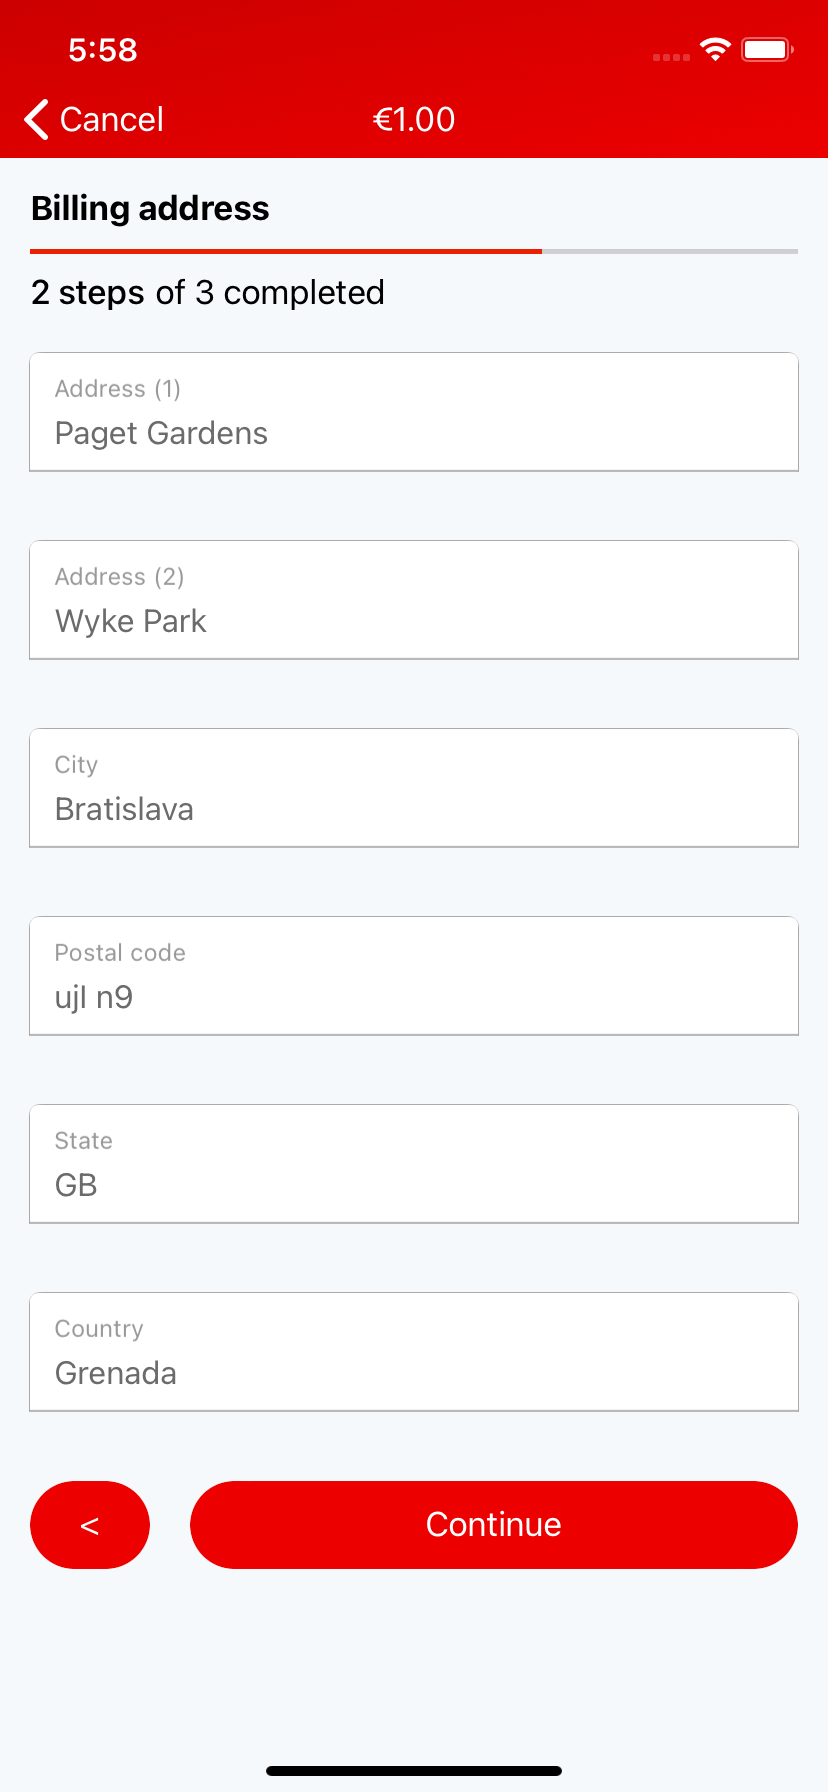 5:58
Cancel €1.00
Billing address
2 steps of 3 completed
Address (1)
Paget Gardens
Address (2)
Wyke Park
City
Bratislava
Postal code
ujl n9
State
GB
Country
Grenada
< Continue